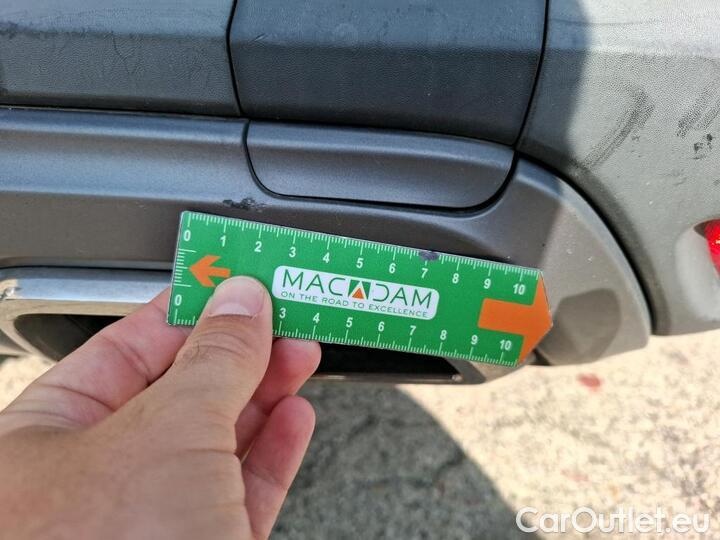 0 1 2 3 4 5 6 7 8 9 10
MACADAM
ON THE ROAD TO EXCELLENCE
0 3 4 5 6 7 8 9 10
CarOutlet.eu